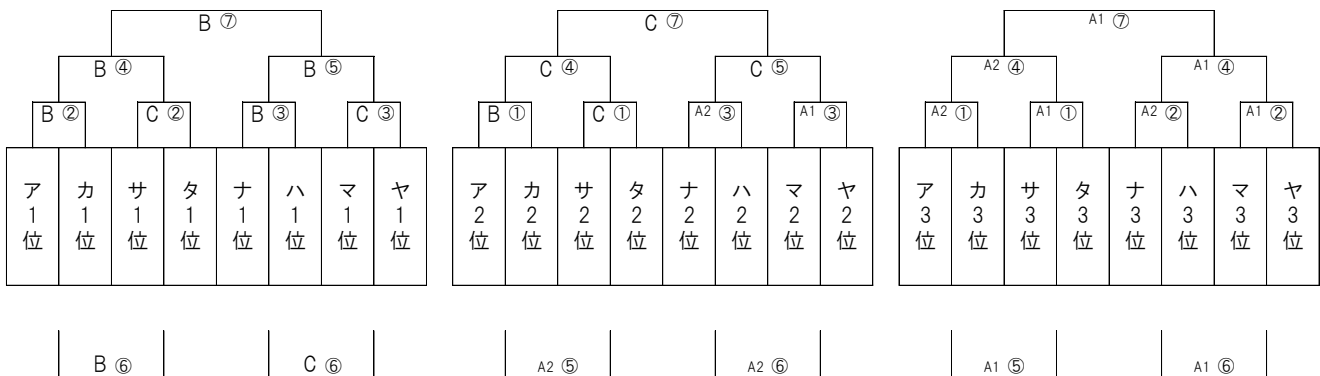 B ⑦ C ⑦ A1 ⑦
B ④ B ⑤ C ④ C ⑤ A2 ④ A1 ④
B ② C ② B ③ C ③ B ① C ① A2 ③ A1 ③ A2 ① A1 ① A2 ② A1 ②
ア1位 カ1位 サ1位 タ1位 ナ1位 ハ1位 マ1位 ヤ1位 ア2位 カ2位 サ2位 タ2位 ナ2位 ハ2位 マ2位 ヤ2位 ア3位 カ3位 サ3位 タ3位 ナ3位 ハ3位 マ3位 ヤ3位
B ⑥ C ⑥ A2 ⑤ A2 ⑥ A1 ⑤ A1 ⑥